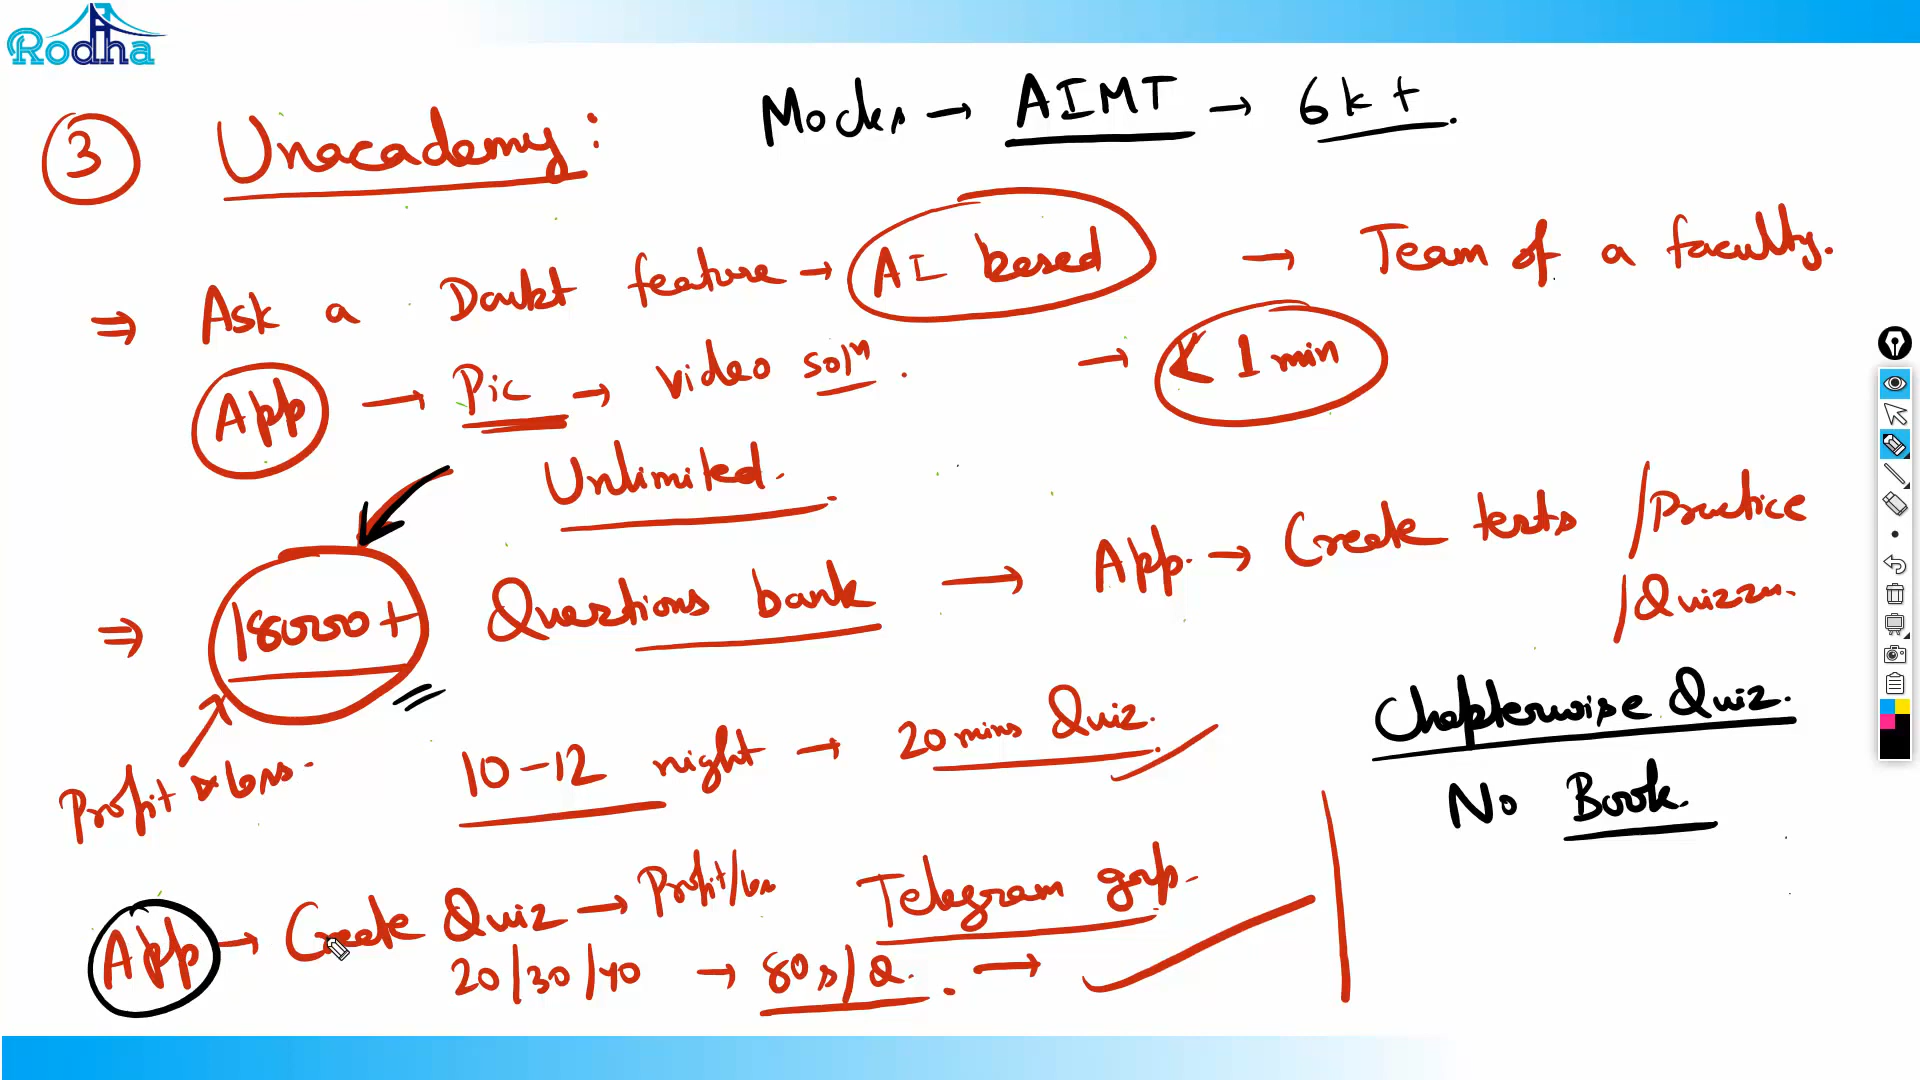 Rodha
Mocks → AIMT → 6k+.
③ Unacademy:
⇒ Ask a Doubt feature → AI based → Team of a faculty.
App → Pic → video solⁿ. → < 1 min
Unlimited.
⇒ 18000+ Questions bank → App. → Create tests / Practice
/ Quizzes.
Profit & loss.
10-12 night → 20 mins Quiz.
Chapterwise Quiz.
No Book.
App → Create Quiz → Profit/loss Telegram grp.
20/30/40 → 80s/Q. →